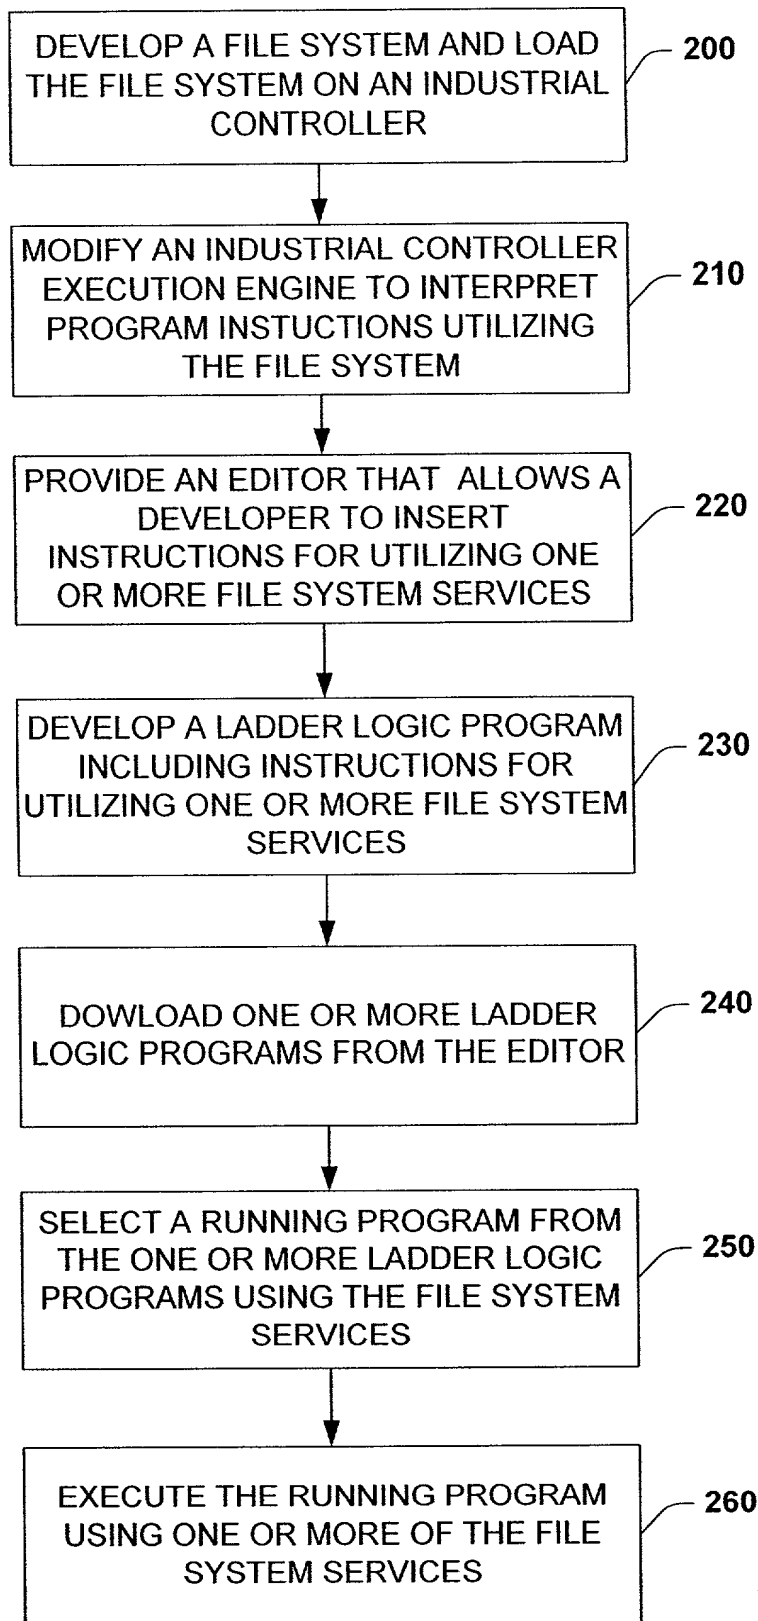 DEVELOP A FILE SYSTEM AND LOAD
THE FILE SYSTEM ON AN INDUSTRIAL
CONTROLLER
200
MODIFY AN INDUSTRIAL CONTROLLER
EXECUTION ENGINE TO INTERPRET
PROGRAM INSTUCTIONS UTILIZING
THE FILE SYSTEM
210
PROVIDE AN EDITOR THAT ALLOWS A
DEVELOPER TO INSERT
INSTRUCTIONS FOR UTILIZING ONE
OR MORE FILE SYSTEM SERVICES
220
DEVELOP A LADDER LOGIC PROGRAM
INCLUDING INSTRUCTIONS FOR
UTILIZING ONE OR MORE FILE SYSTEM
SERVICES
230
DOWLOAD ONE OR MORE LADDER
LOGIC PROGRAMS FROM THE EDITOR
240
SELECT A RUNNING PROGRAM FROM
THE ONE OR MORE LADDER LOGIC
PROGRAMS USING THE FILE SYSTEM
SERVICES
250
EXECUTE THE RUNNING PROGRAM
USING ONE OR MORE OF THE FILE
SYSTEM SERVICES
260